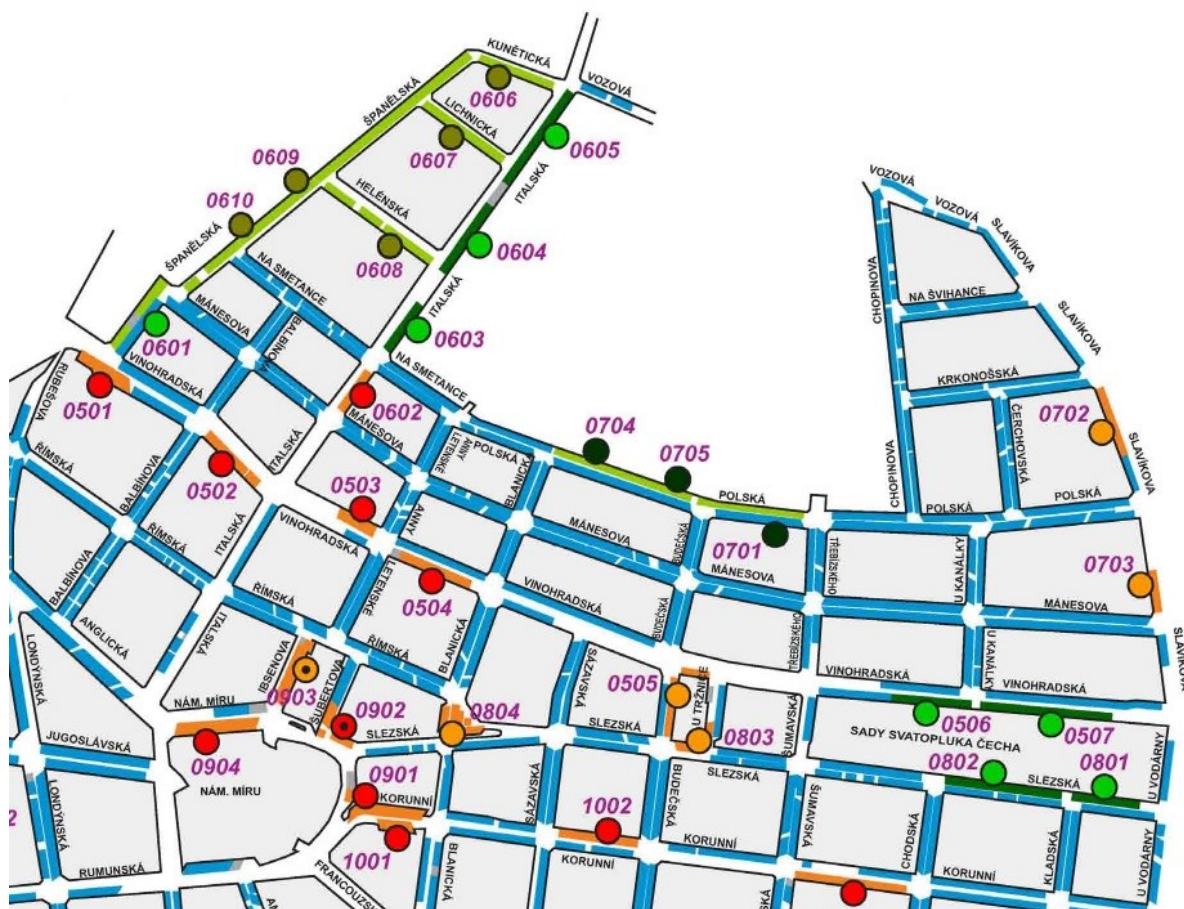 KUNĚTICKÁ
VOZOVÁ
ŠPANĚLSKÁ
0606
LICHNICKÁ
0607
0605
0609
HELÉNSKÁ
ITALSKÁ
VOZOVÁ
VOZOVÁ
SLAVÍKOVA
0610
ŠPANĚLSKÁ
NA SMETANCE
0608
0604
CHOPINOVA
NA ŠVIHANCE
SLAVÍKOVA
MÁNESOVA
BALBÍNOVA
ITALSKÁ
0603
0601
VINOHRADSKÁ
NA SMETANCE
KRKONOŠSKÁ
RUBEŠOVA
0501
0602
MÁNESOVA
0704
0702
ČERCHOVSKÁ
ŘÍMSKÁ
BALBÍNOVA
0502
ITALSKÁ
ANNY
LETENSKÉ
POLSKÁ
BLANICKÁ
0705
CHOPINOVA
SLAVÍKOVA
0503
POLSKÁ
POLSKÁ
POLSKÁ
ŘÍMSKÁ
ITALSKÁ
VINOHRADSKÁ
ANNY
MÁNESOVA
BUDEČSKÁ
0701
MÁNESOVA
TŘEBÍZSKÉHO
U KANÁLKY
0703
MÁNESOVA
BALBÍNOVA
ŘÍMSKÁ
LETENSKÉ
0504
VINOHRADSKÁ
ANGLICKÁ
ITALSKÁ
ŘÍMSKÁ
BLANICKÁ
BUDEČSKÁ
TŘEBÍZSKÉHO
U KANÁLKY
SLAVÍKOVA
LONDÝNSKÁ
IBSENOVA
ŠUBERTOVA
SÁZAVSKÁ
0505
U TRŽNICE
VINOHRADSKÁ
VINOHRADSKÁ
0903
NÁM. MÍRU
0902
SLEZSKÁ
0804
SLEZSKÁ
0803
ŠUMAVSKÁ
0506
0507
SADY SVATOPLUKA ČECHA
JUGOSLÁVSKÁ
0904
0901
SLEZSKÁ
0802
SLEZSKÁ
0801
U VODÁRNY
LONDÝNSKÁ
NÁM. MÍRU
KORUNNÍ
SÁZAVSKÁ
1002
BUDEČSKÁ
ŠUMAVSKÁ
CHODSKÁ
KLADSKÁ
U VODÁRNY
2
1001
KORUNNÍ
KORUNNÍ
KORUNNÍ
RUMUNSKÁ
BLANICKÁ